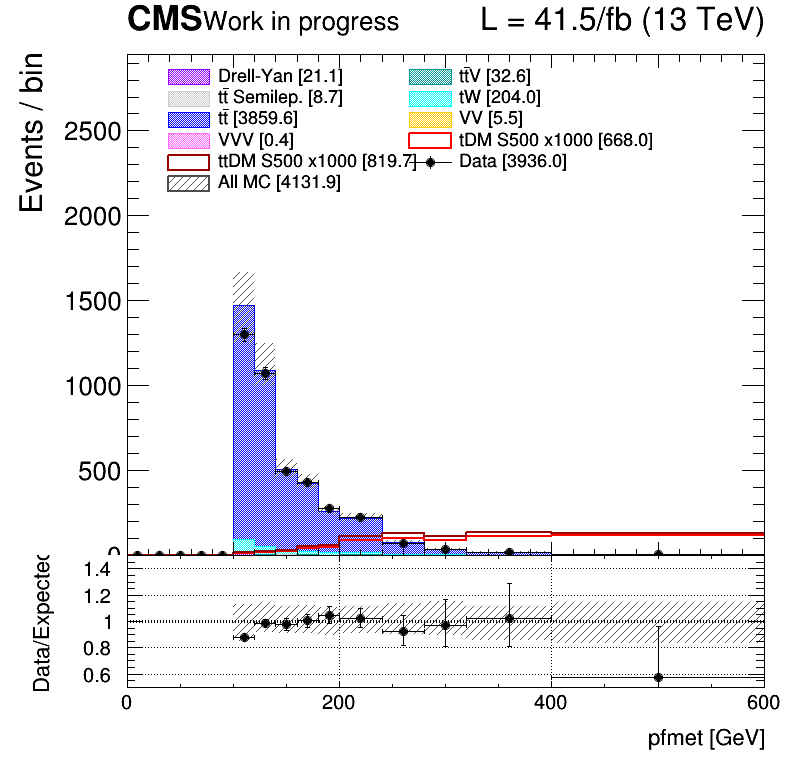 CMS Work in progress L = 41.5/fb (13 TeV)
Events / bin
Drell-Yan [21.1] tt̄V [32.6]
tt̄ Semilep. [8.7] tW [204.0]
tt̄ [3859.6] VV [5.5]
VVV [0.4] tDM S500 x1000 [668.0]
ttDM S500 x1000 [819.7] Data [3936.0]
All MC [4131.9]
2500
2000
1500
1000
500
0
Data/Expected
1.4
1.2
1
0.8
0.6
0 200 400 600
pfmet [GeV]